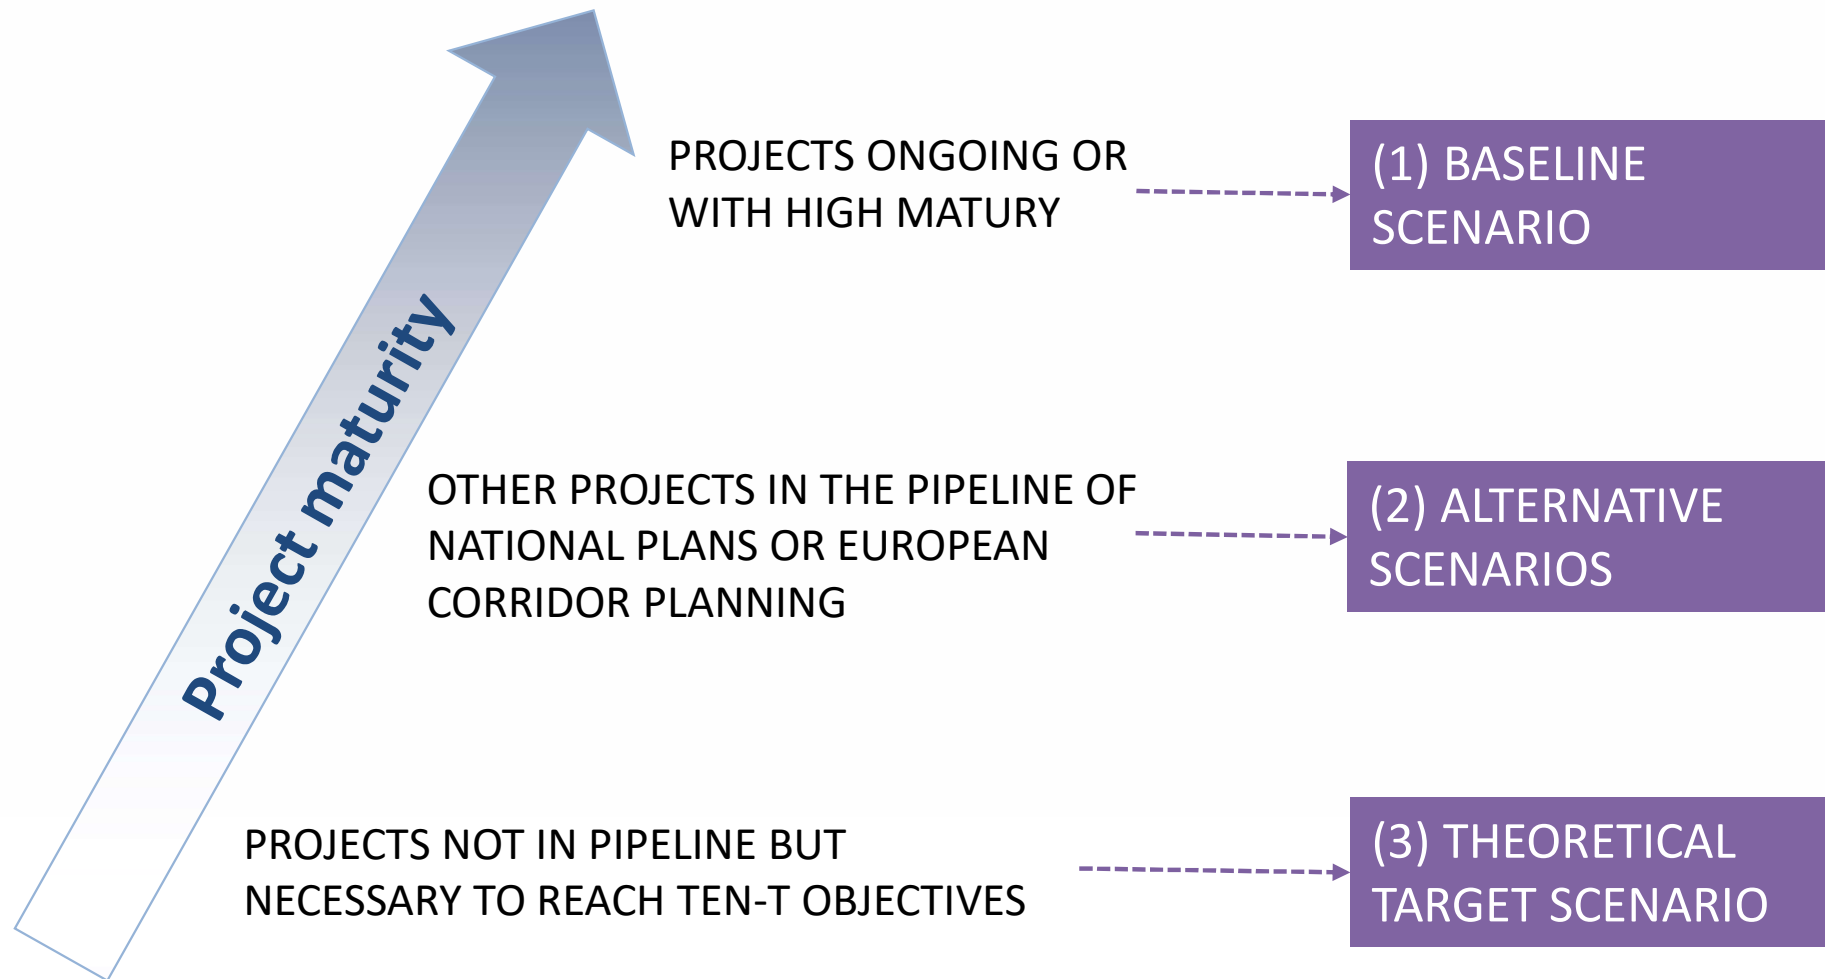 PROJECTS ONGOING OR
WITH HIGH MATURY
(1) BASELINE
SCENARIO
Project maturity
OTHER PROJECTS IN THE PIPELINE OF
NATIONAL PLANS OR EUROPEAN
CORRIDOR PLANNING
(2) ALTERNATIVE
SCENARIOS
PROJECTS NOT IN PIPELINE BUT
NECESSARY TO REACH TEN-T OBJECTIVES
(3) THEORETICAL
TARGET SCENARIO